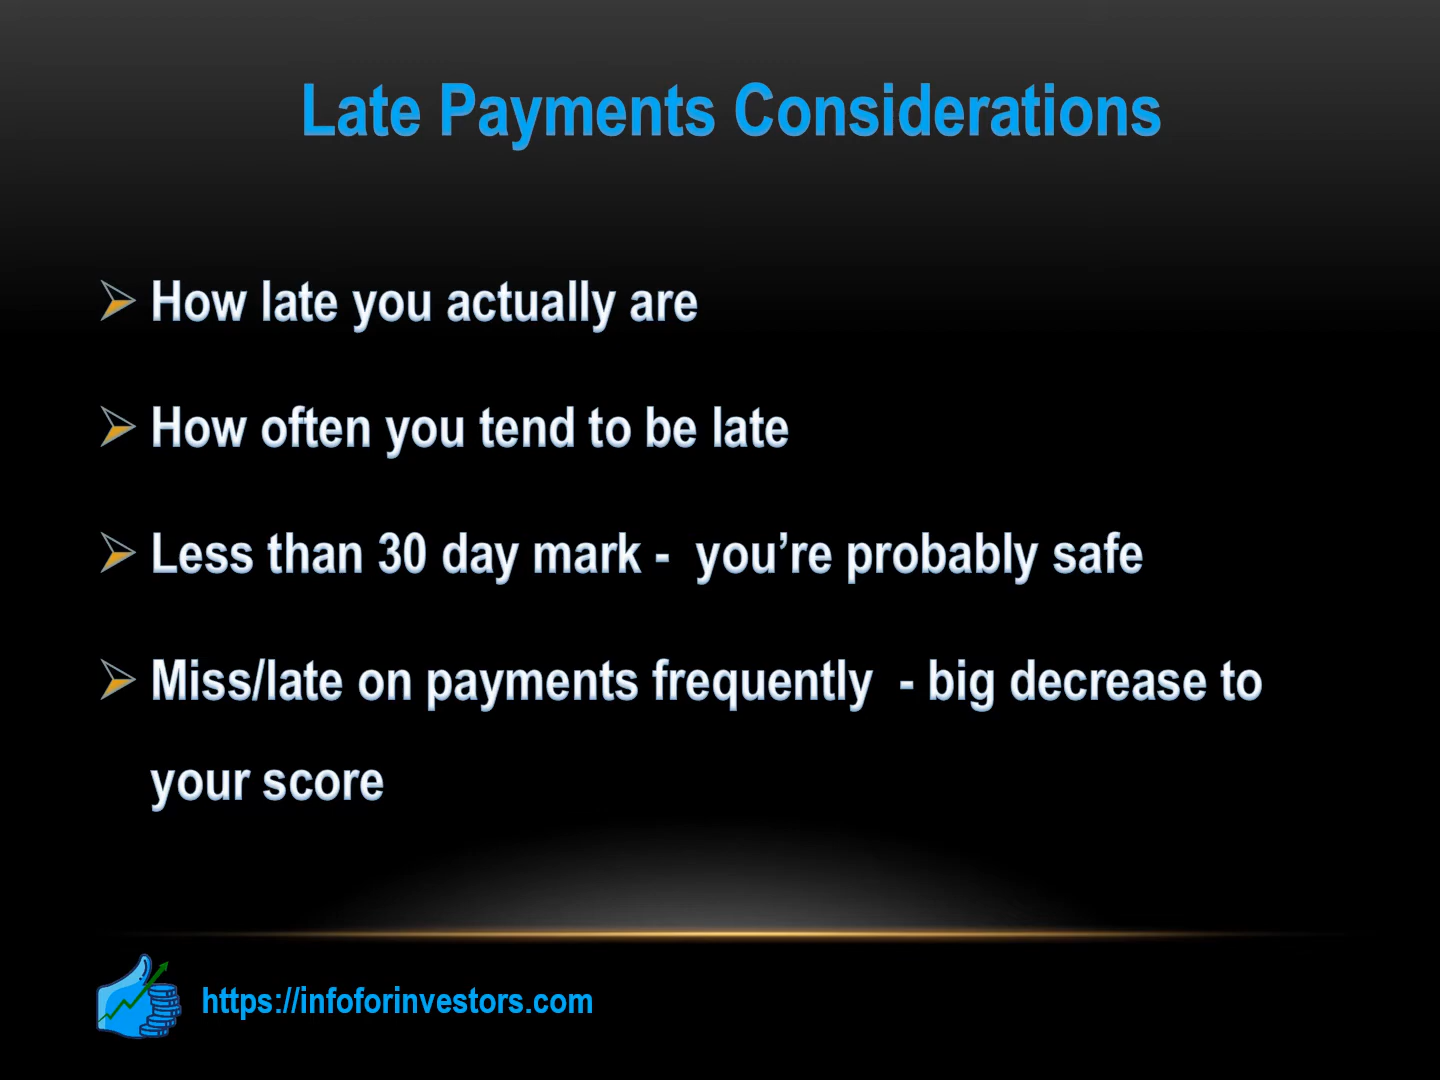 Late Payments Considerations
How late you actually are
How often you tend to be late
Less than 30 day mark -  you’re probably safe
Miss/late on payments frequently  - big decrease to
your score
https://infoforinvestors.com